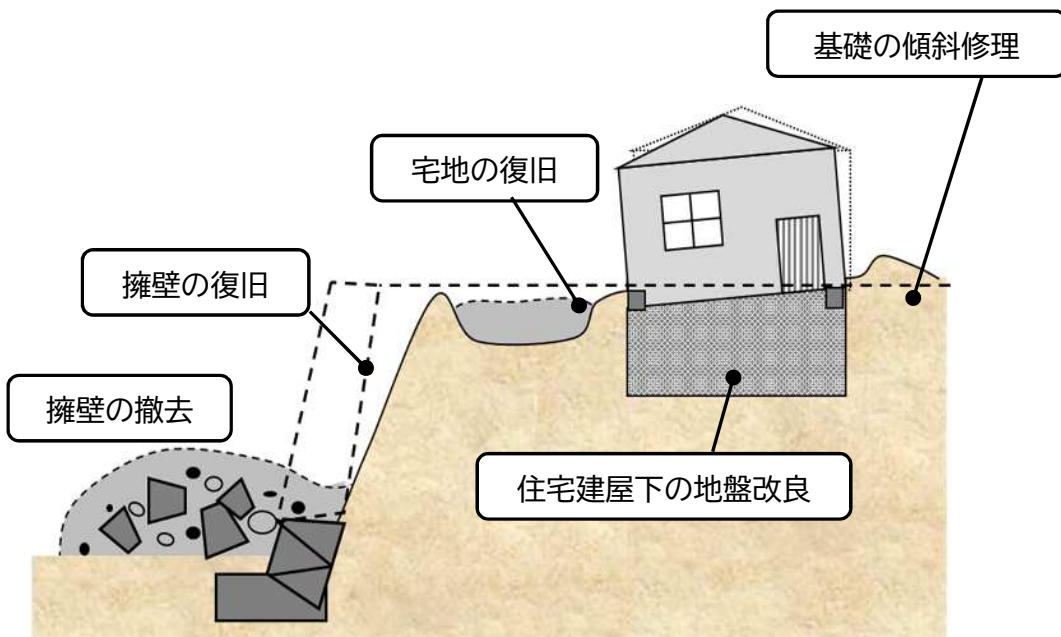 基礎の傾斜修理
宅地の復旧
擁壁の復旧
擁壁の撤去
住宅建屋下の地盤改良